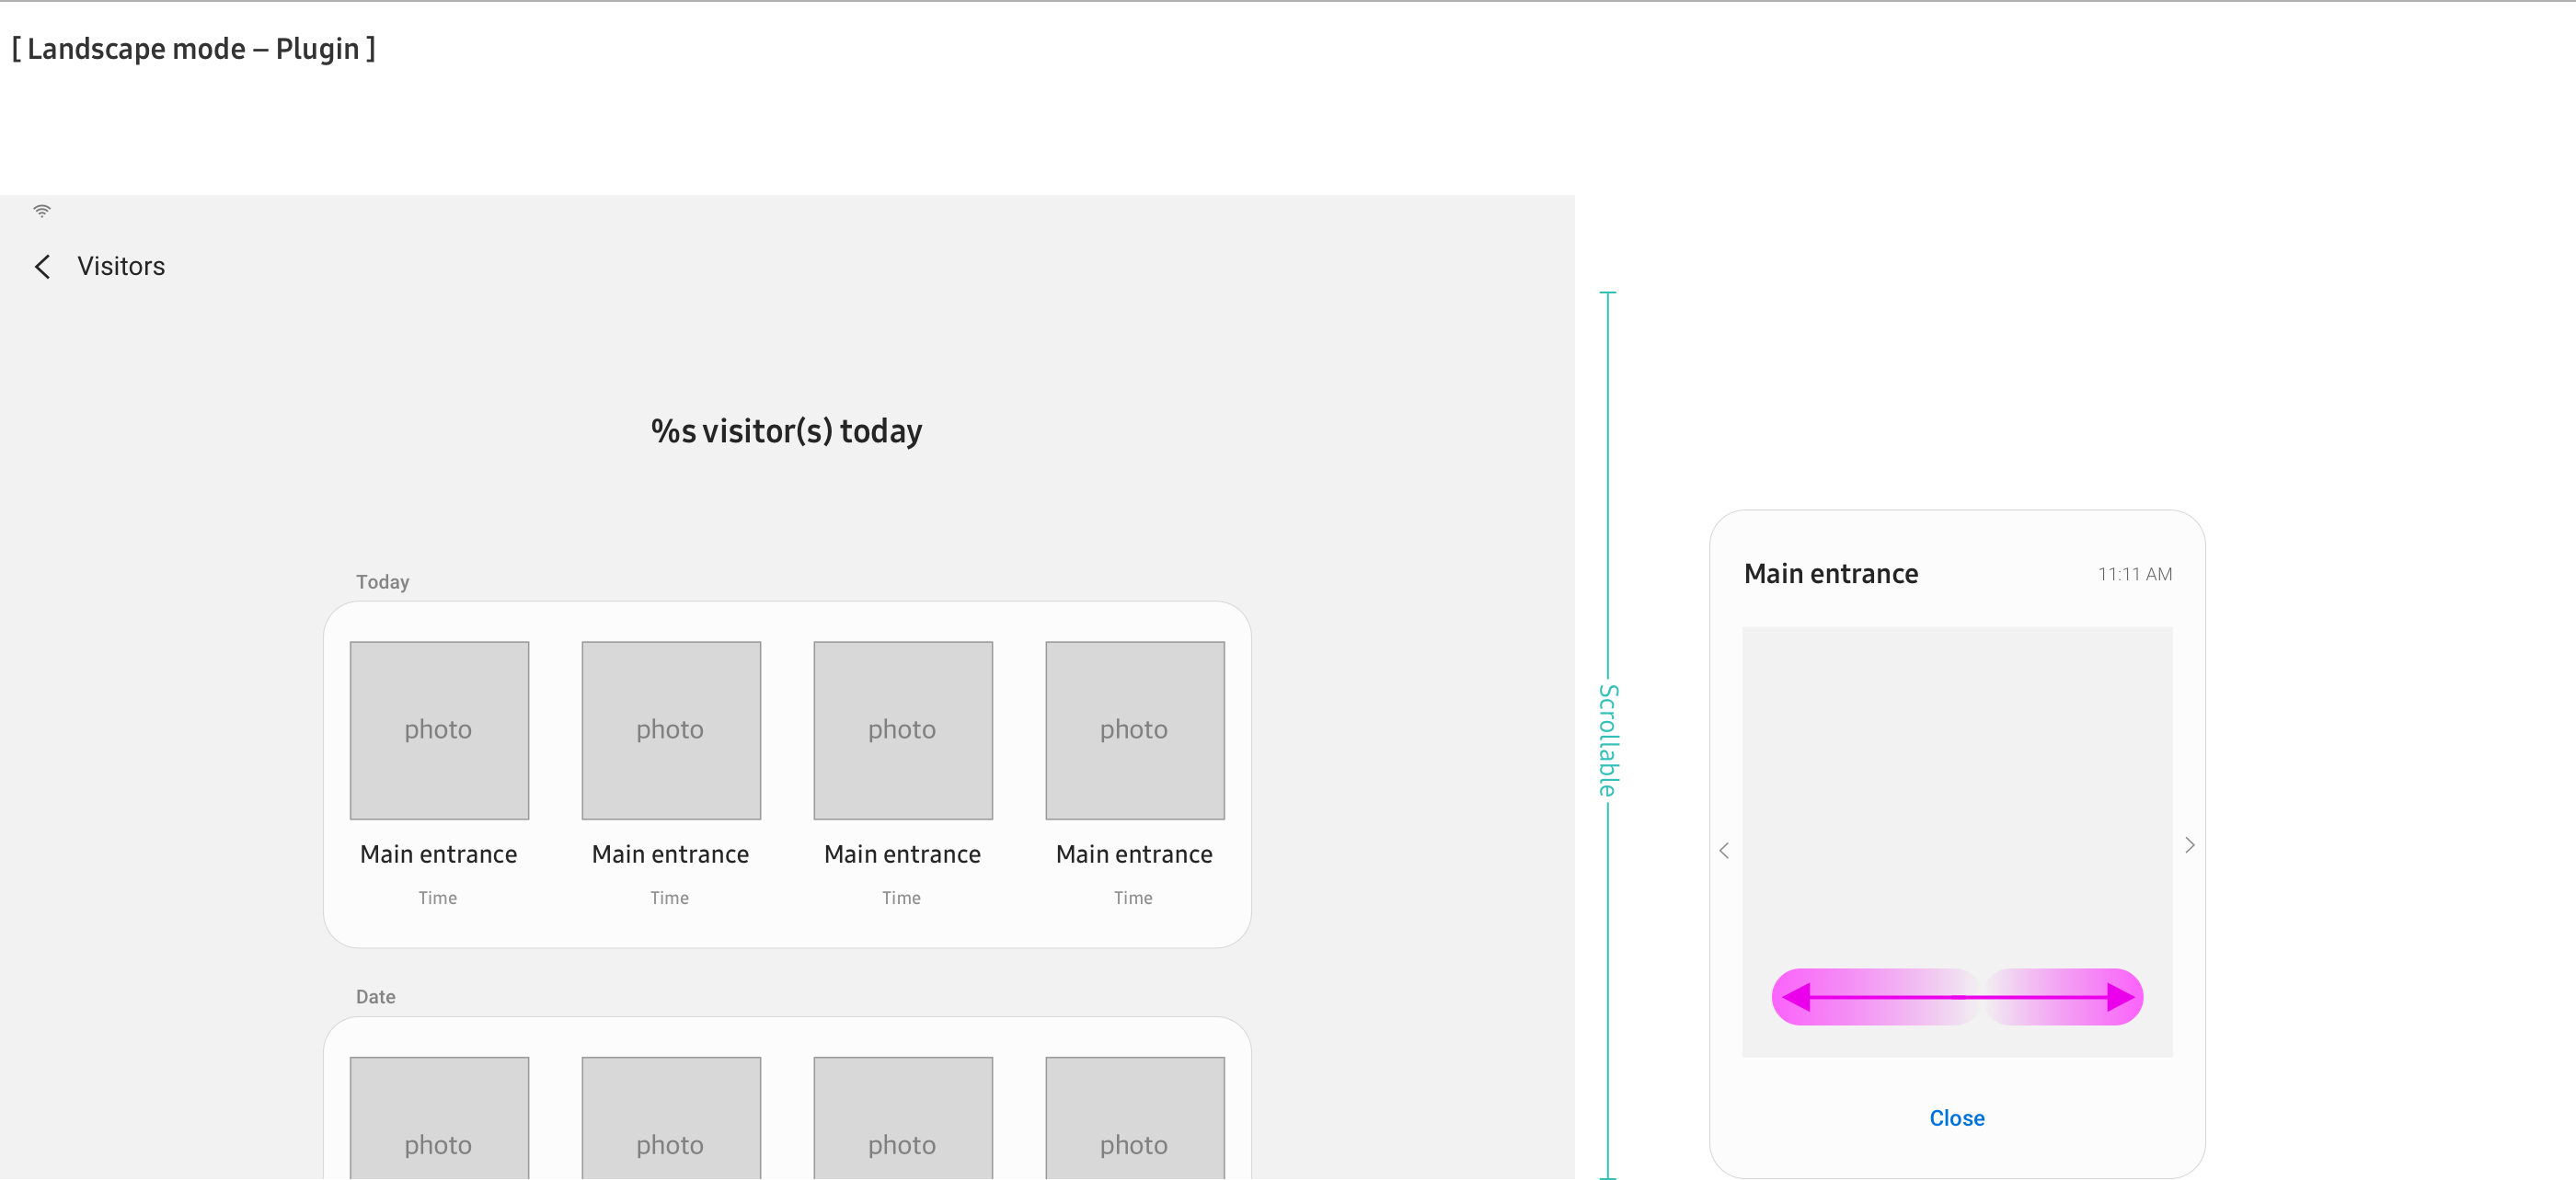 [ Landscape mode – Plugin ]
Visitors
%s visitor(s) today
Today
photo photo photo photo
Main entrance Main entrance Main entrance Main entrance
Time Time Time Time
Date
photo photo photo photo
Scrollable
Main entrance 11:11 AM
Close